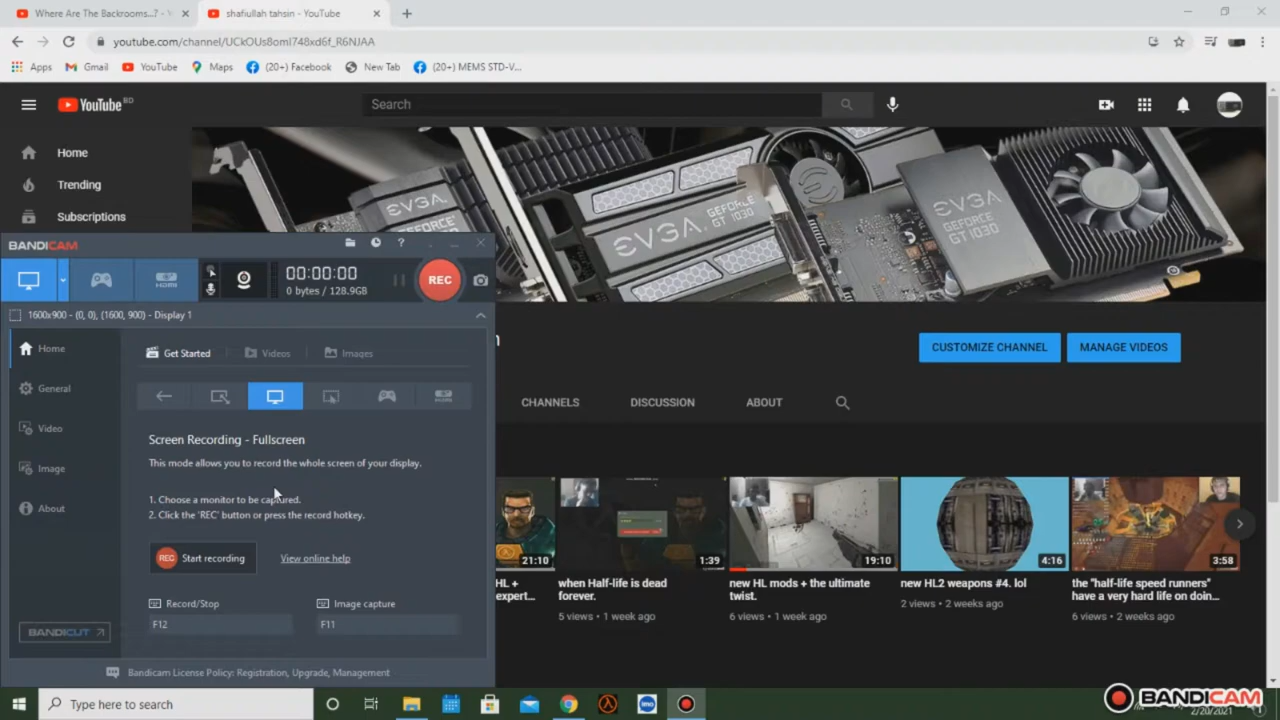 Where Are The Backrooms...? -
shafiullah tahsin - YouTube
youtube.com/channel/UCkOUs8omI748xd6f_R6NJAA
Apps
Gmail
YouTube
Maps
(20+) Facebook
New Tab
(20+) MEMS STD-V...
YouTube BD
Search
Home
Trending
Subscriptions
EVGA
EVGA GEFORCE GT 1030
EVGA
GEFORCE
GT 1030
BANDICAM
00:00:00
REC
0 bytes / 128.9GB
1600x900 - (0, 0), (1600, 900) - Display 1
Home
General
Video
Image
About
BANDICUT
Get Started
Videos
Images
Screen Recording - Fullscreen
This mode allows you to record the whole screen of your display.
1. Choose a monitor to be captured.
2. Click the 'REC' button or press the record hotkey.
REC Start recording
View online help
Record/Stop
Image capture
F12
F11
Bandicam License Policy: Registration, Upgrade, Management
CUSTOMIZE CHANNEL
MANAGE VIDEOS
CHANNELS
DISCUSSION
ABOUT
21:10
1:39
19:10
4:16
3:58
HL +
expert...
when Half-life is dead
forever.
5 views • 1 week ago
new HL mods + the ultimate
twist.
6 views • 1 week ago
new HL2 weapons #4. lol
2 views • 2 weeks ago
the "half-life speed runners"
have a very hard life on doin...
6 views • 2 weeks ago
Type here to search
BANDICAM
2/20/2021